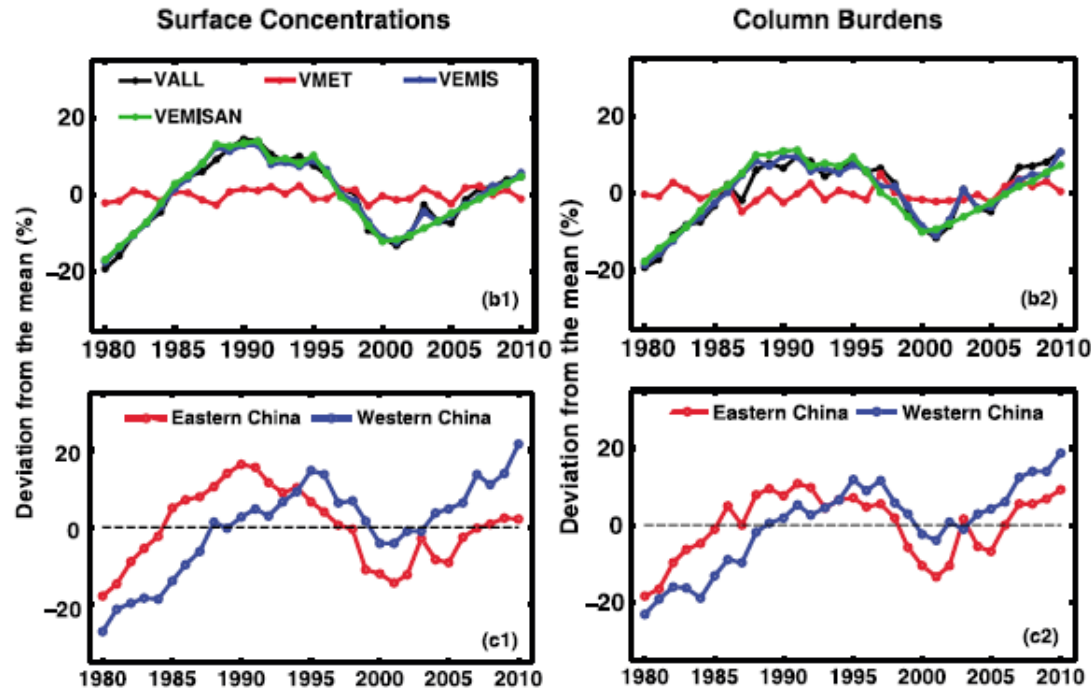 Surface Concentrations
Column Burdens
Deviation from the mean (%)
VALL VMET VEMIS
VEMISAN
20
0
−20
(b1)
1980 1985 1990 1995 2000 2005 2010
Eastern China Western China
20
0
−20
(c1)
1980 1985 1990 1995 2000 2005 2010
Deviation from the mean (%)
20
0
−20
(b2)
1980 1985 1990 1995 2000 2005 2010
Eastern China Western China
20
0
−20
(c2)
1980 1985 1990 1995 2000 2005 2010